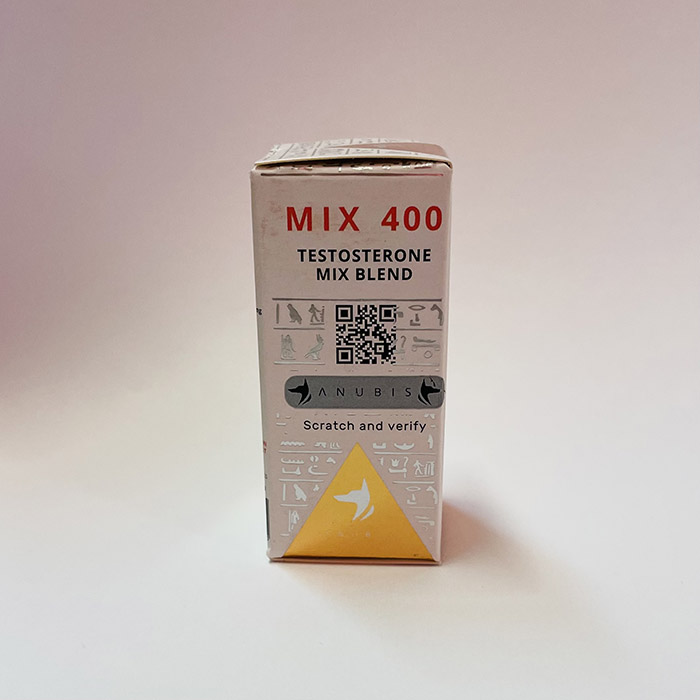 MIX 400
TESTOSTERONE
MIX BLEND
ANUBIS
Scratch and verify